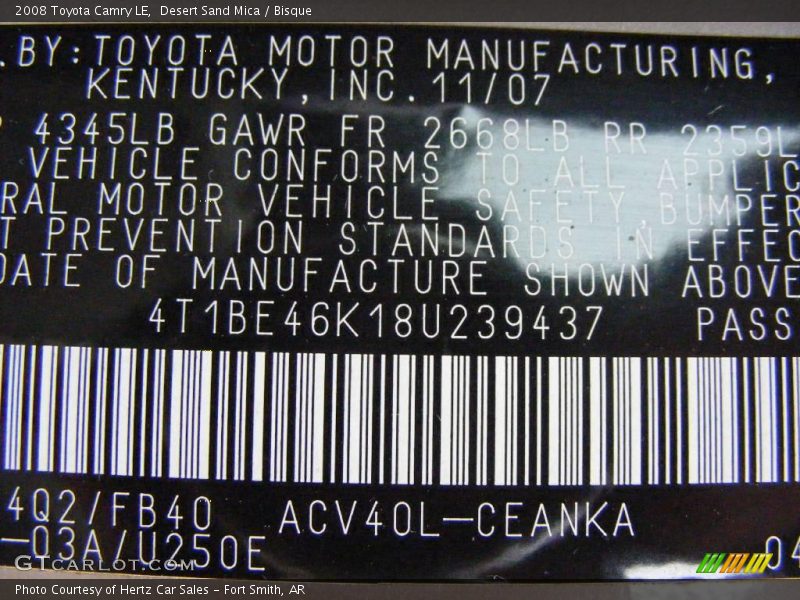 2008 Toyota Camry LE,  Desert Sand Mica / Bisque
.BY:TOYOTA MOTOR MANUFACTURING,
KENTUCKY,INC. 11/07
4345LB GAWR FR 2668LB RR 2359L
VEHICLE CONFORMS TO ALL APPLIC
RAL MOTOR VEHICLE SAFETY,BUMPER
T PREVENTION STANDARDS IN EFFEC
DATE OF MANUFACTURE SHOWN ABOVE
4T1BE46K18U239437 PASS
4Q2/FB40 ACV40L-CEANKA
-03A/U250E 04
GTcarlot.com
Photo Courtesy of Hertz Car Sales - Fort Smith, AR